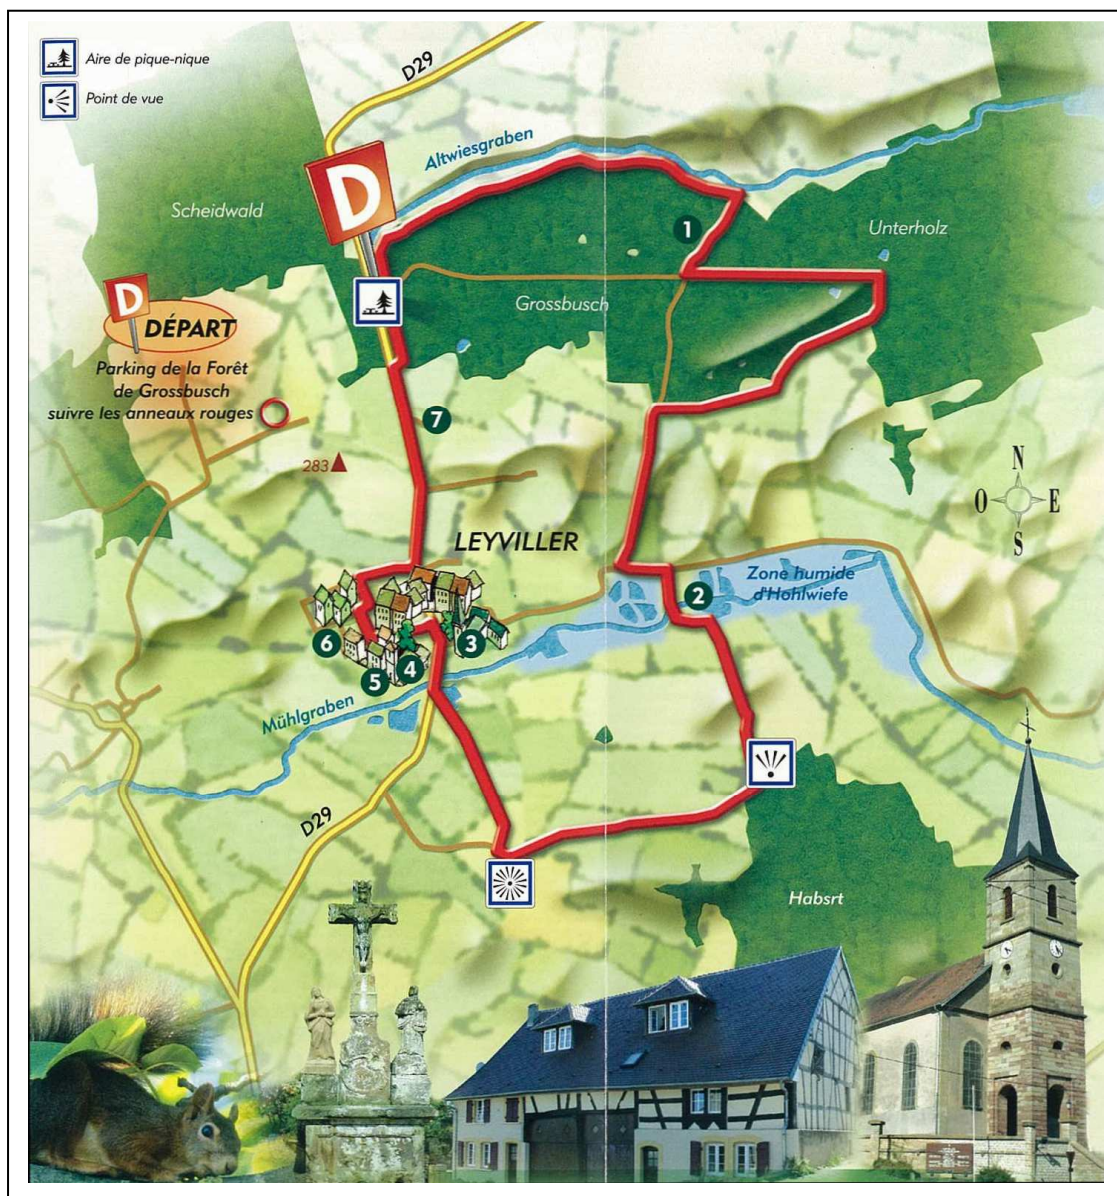 Aire de pique-nique
Point de vue
D29
Altwiesgraben
D
Scheidwald
1
Unterholz
Grossbusch
D
DÉPART
Parking de la Forêt
de Grossbusch
suivre les anneaux rouges
7
283
N
O E
S
LEYVILLER
Zone humide
d'Hohlwiefe
2
3
6
4
5
Mühlgraben
D29
Habsrt